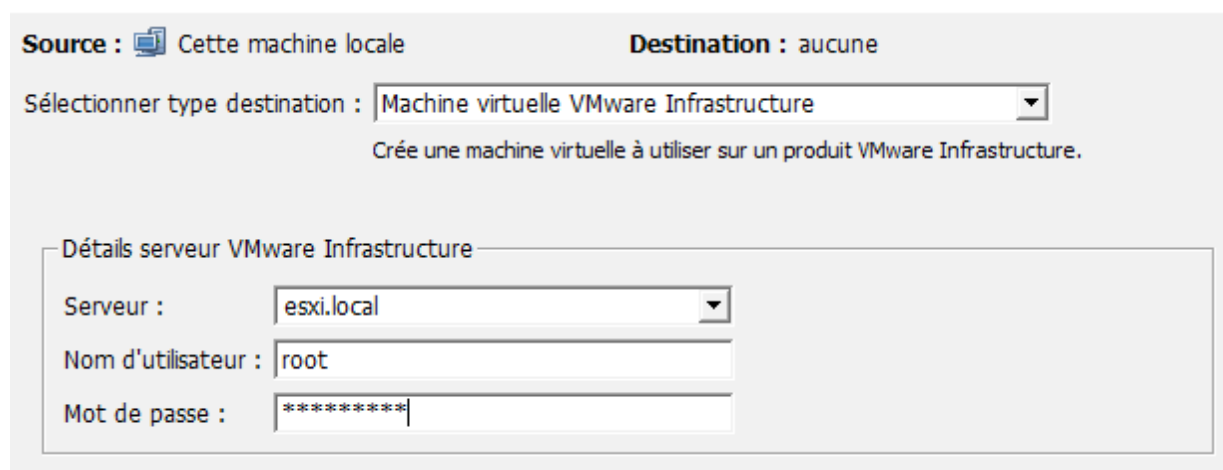 Source : Cette machine locale Destination : aucune
Sélectionner type destination : Machine virtuelle VMware Infrastructure
Crée une machine virtuelle à utiliser sur un produit VMware Infrastructure.
Détails serveur VMware Infrastructure
Serveur : esxi.local
Nom d'utilisateur : root
Mot de passe : *********